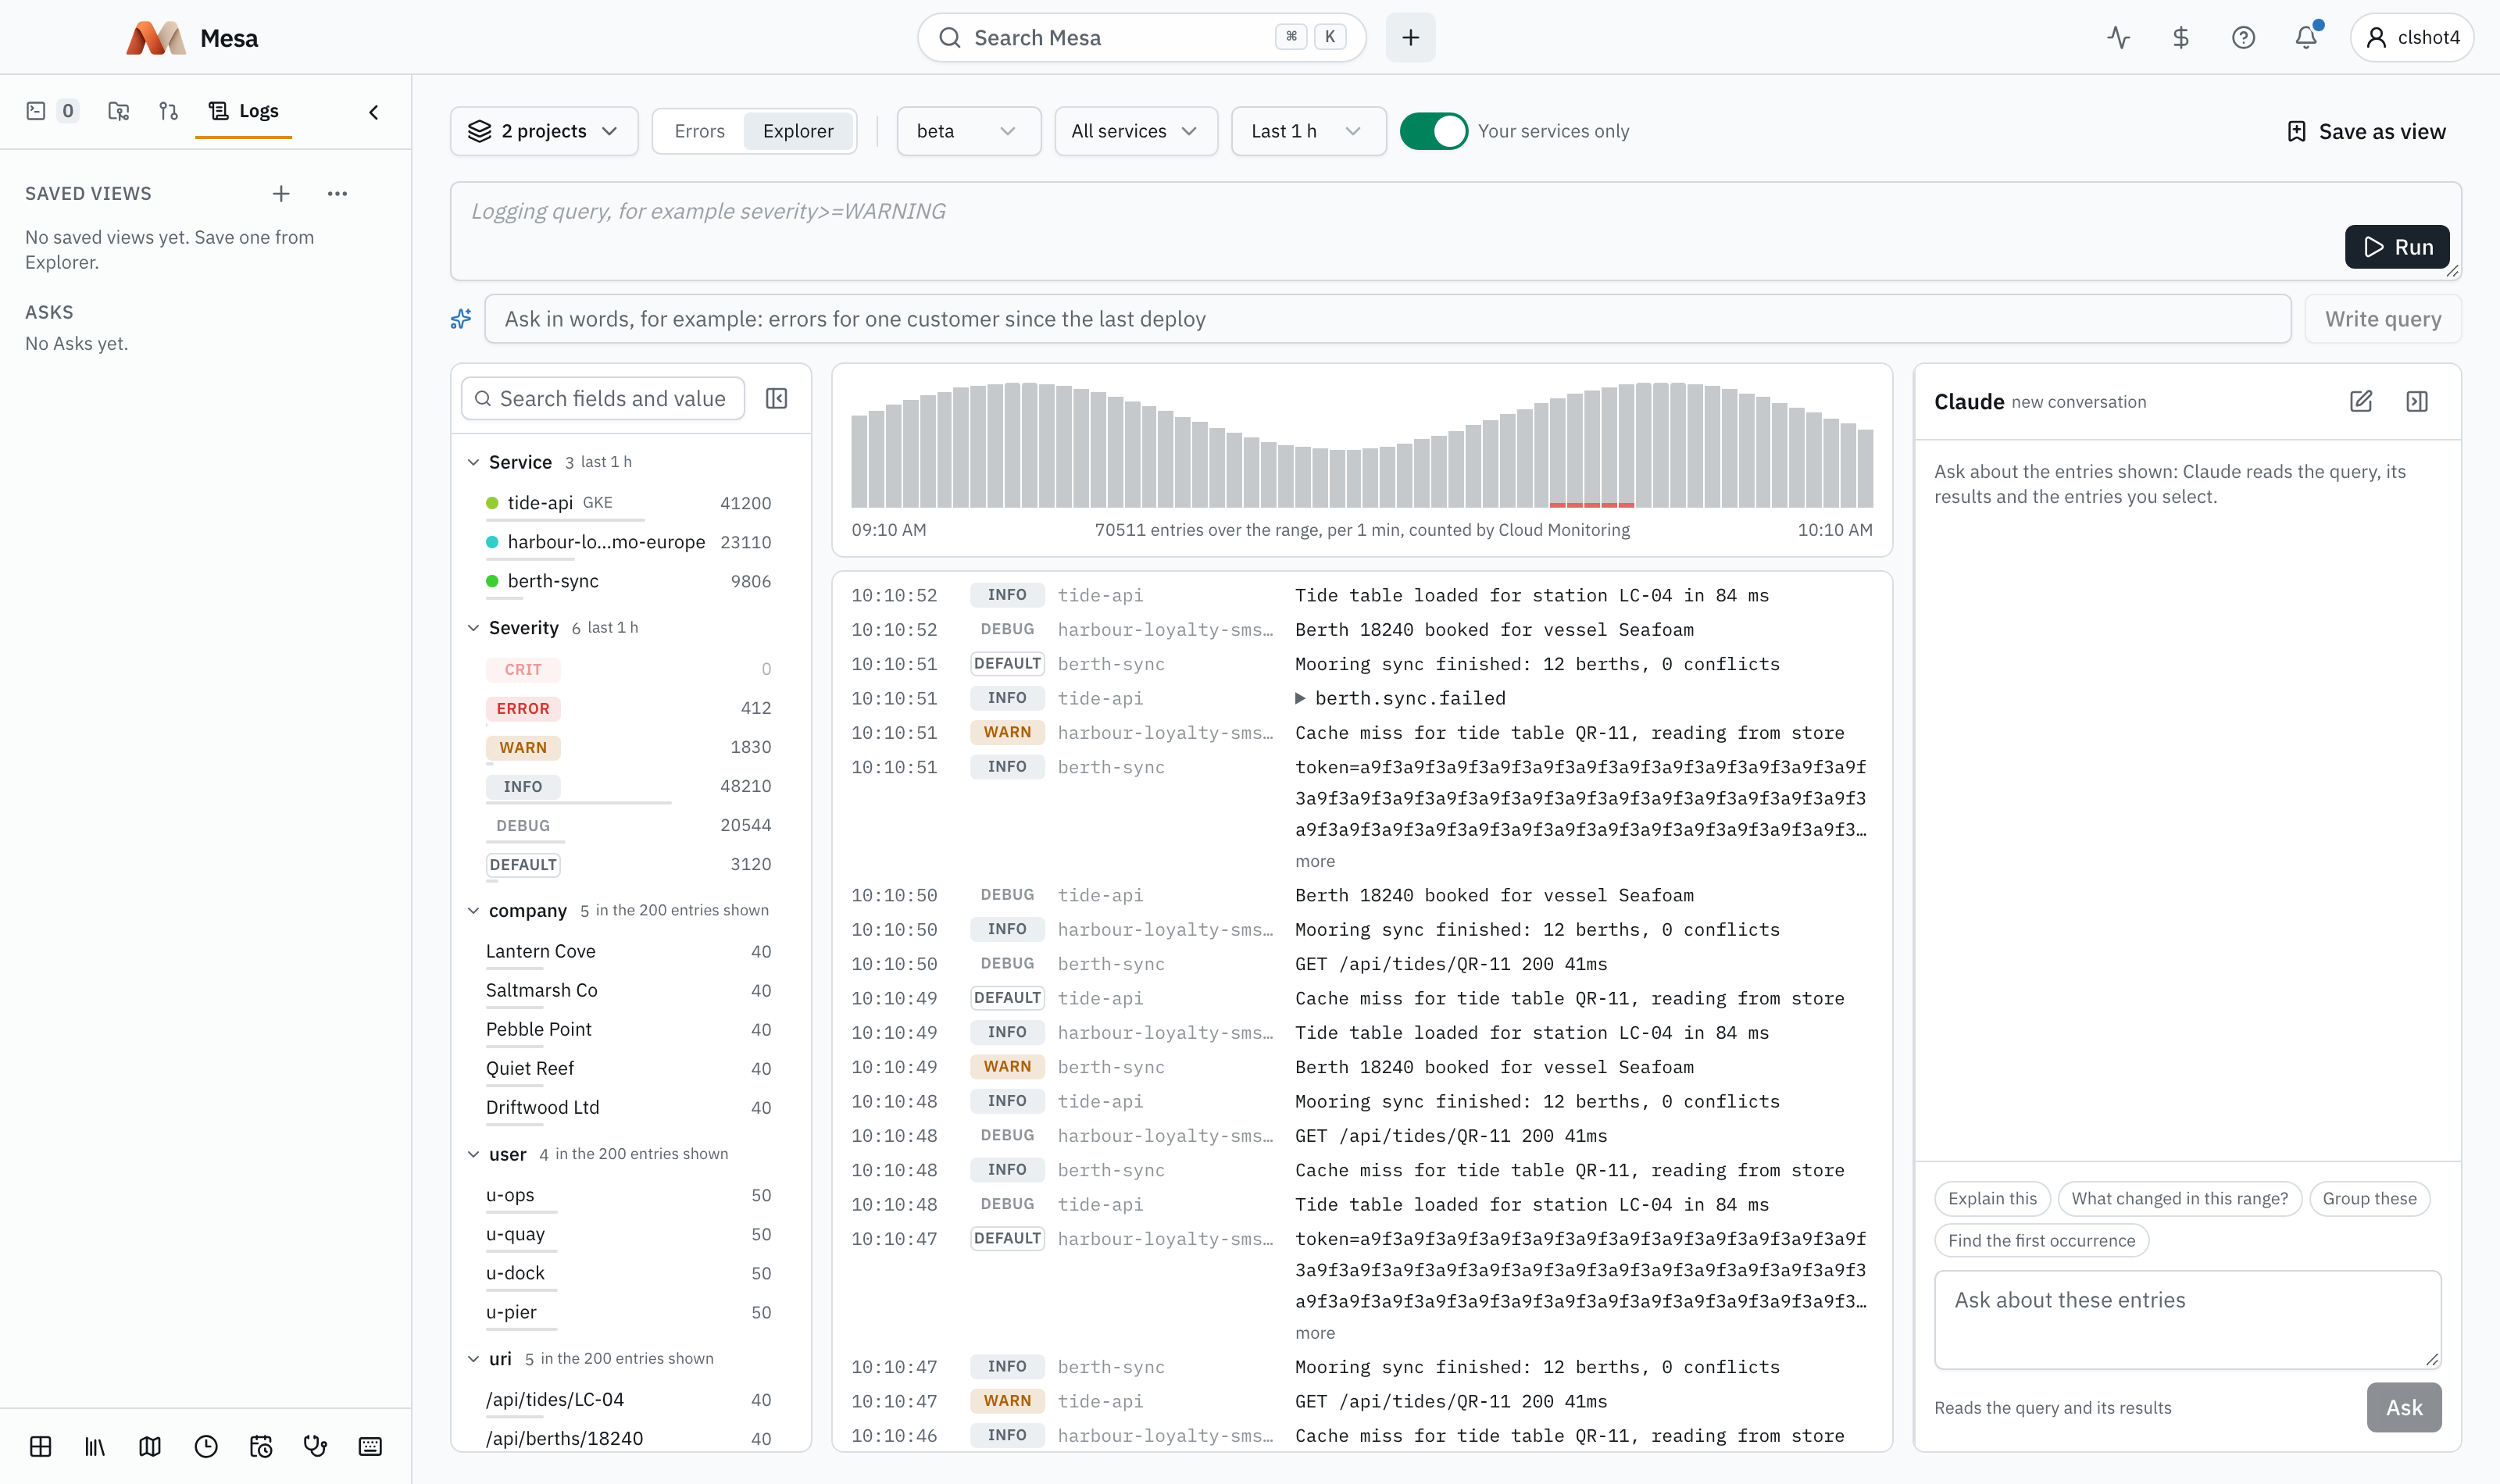 Mesa
Search Mesa
⌘ K
clshot4
0
Logs
SAVED VIEWS
No saved views yet. Save one from
Explorer.
ASKS
No Asks yet.
2 projects
Errors
Explorer
beta
All services
Last 1 h
Your services only
Save as view
Logging query, for example severity>=WARNING
Run
Ask in words, for example: errors for one customer since the last deploy
Write query
Search fields and value
Service 3 last 1 h
tide-api GKE 41200
harbour-lo...mo-europe 23110
berth-sync 9806
Severity 6 last 1 h
CRIT 0
ERROR 412
WARN 1830
INFO 48210
DEBUG 20544
DEFAULT 3120
company 5 in the 200 entries shown
Lantern Cove 40
Saltmarsh Co 40
Pebble Point 40
Quiet Reef 40
Driftwood Ltd 40
user 4 in the 200 entries shown
u-ops 50
u-quay 50
u-dock 50
u-pier 50
uri 5 in the 200 entries shown
/api/tides/LC-04 40
/api/berths/18240 40
09:10 AM 70511 entries over the range, per 1 min, counted by Cloud Monitoring 10:10 AM
10:10:52 INFO tide-api Tide table loaded for station LC-04 in 84 ms
10:10:52 DEBUG harbour-loyalty-sms… Berth 18240 booked for vessel Seafoam
10:10:51 DEFAULT berth-sync Mooring sync finished: 12 berths, 0 conflicts
10:10:51 INFO tide-api berth.sync.failed
10:10:51 WARN harbour-loyalty-sms… Cache miss for tide table QR-11, reading from store
10:10:51 INFO berth-sync token=a9f3a9f3a9f3a9f3a9f3a9f3a9f3a9f3a9f3a9f3a9f3a9f
3a9f3a9f3a9f3a9f3a9f3a9f3a9f3a9f3a9f3a9f3a9f3a9f3a9f3
a9f3a9f3a9f3a9f3a9f3a9f3a9f3a9f3a9f3a9f3a9f3a9f3a9f3…
more
10:10:50 DEBUG tide-api Berth 18240 booked for vessel Seafoam
10:10:50 INFO harbour-loyalty-sms… Mooring sync finished: 12 berths, 0 conflicts
10:10:50 DEBUG berth-sync GET /api/tides/QR-11 200 41ms
10:10:49 DEFAULT tide-api Cache miss for tide table QR-11, reading from store
10:10:49 INFO harbour-loyalty-sms… Tide table loaded for station LC-04 in 84 ms
10:10:49 WARN berth-sync Berth 18240 booked for vessel Seafoam
10:10:48 INFO tide-api Mooring sync finished: 12 berths, 0 conflicts
10:10:48 DEBUG harbour-loyalty-sms… GET /api/tides/QR-11 200 41ms
10:10:48 INFO berth-sync Cache miss for tide table QR-11, reading from store
10:10:48 DEBUG tide-api Tide table loaded for station LC-04 in 84 ms
10:10:47 DEFAULT harbour-loyalty-sms… token=a9f3a9f3a9f3a9f3a9f3a9f3a9f3a9f3a9f3a9f3a9f3a9f
3a9f3a9f3a9f3a9f3a9f3a9f3a9f3a9f3a9f3a9f3a9f3a9f3a9f3
a9f3a9f3a9f3a9f3a9f3a9f3a9f3a9f3a9f3a9f3a9f3a9f3a9f3…
more
10:10:47 INFO berth-sync Mooring sync finished: 12 berths, 0 conflicts
10:10:47 WARN tide-api GET /api/tides/QR-11 200 41ms
10:10:46 INFO harbour-loyalty-sms… Cache miss for tide table QR-11, reading from store
Claude new conversation
Ask about the entries shown: Claude reads the query, its
results and the entries you select.
Explain this
What changed in this range?
Group these
Find the first occurrence
Ask about these entries
Reads the query and its results
Ask